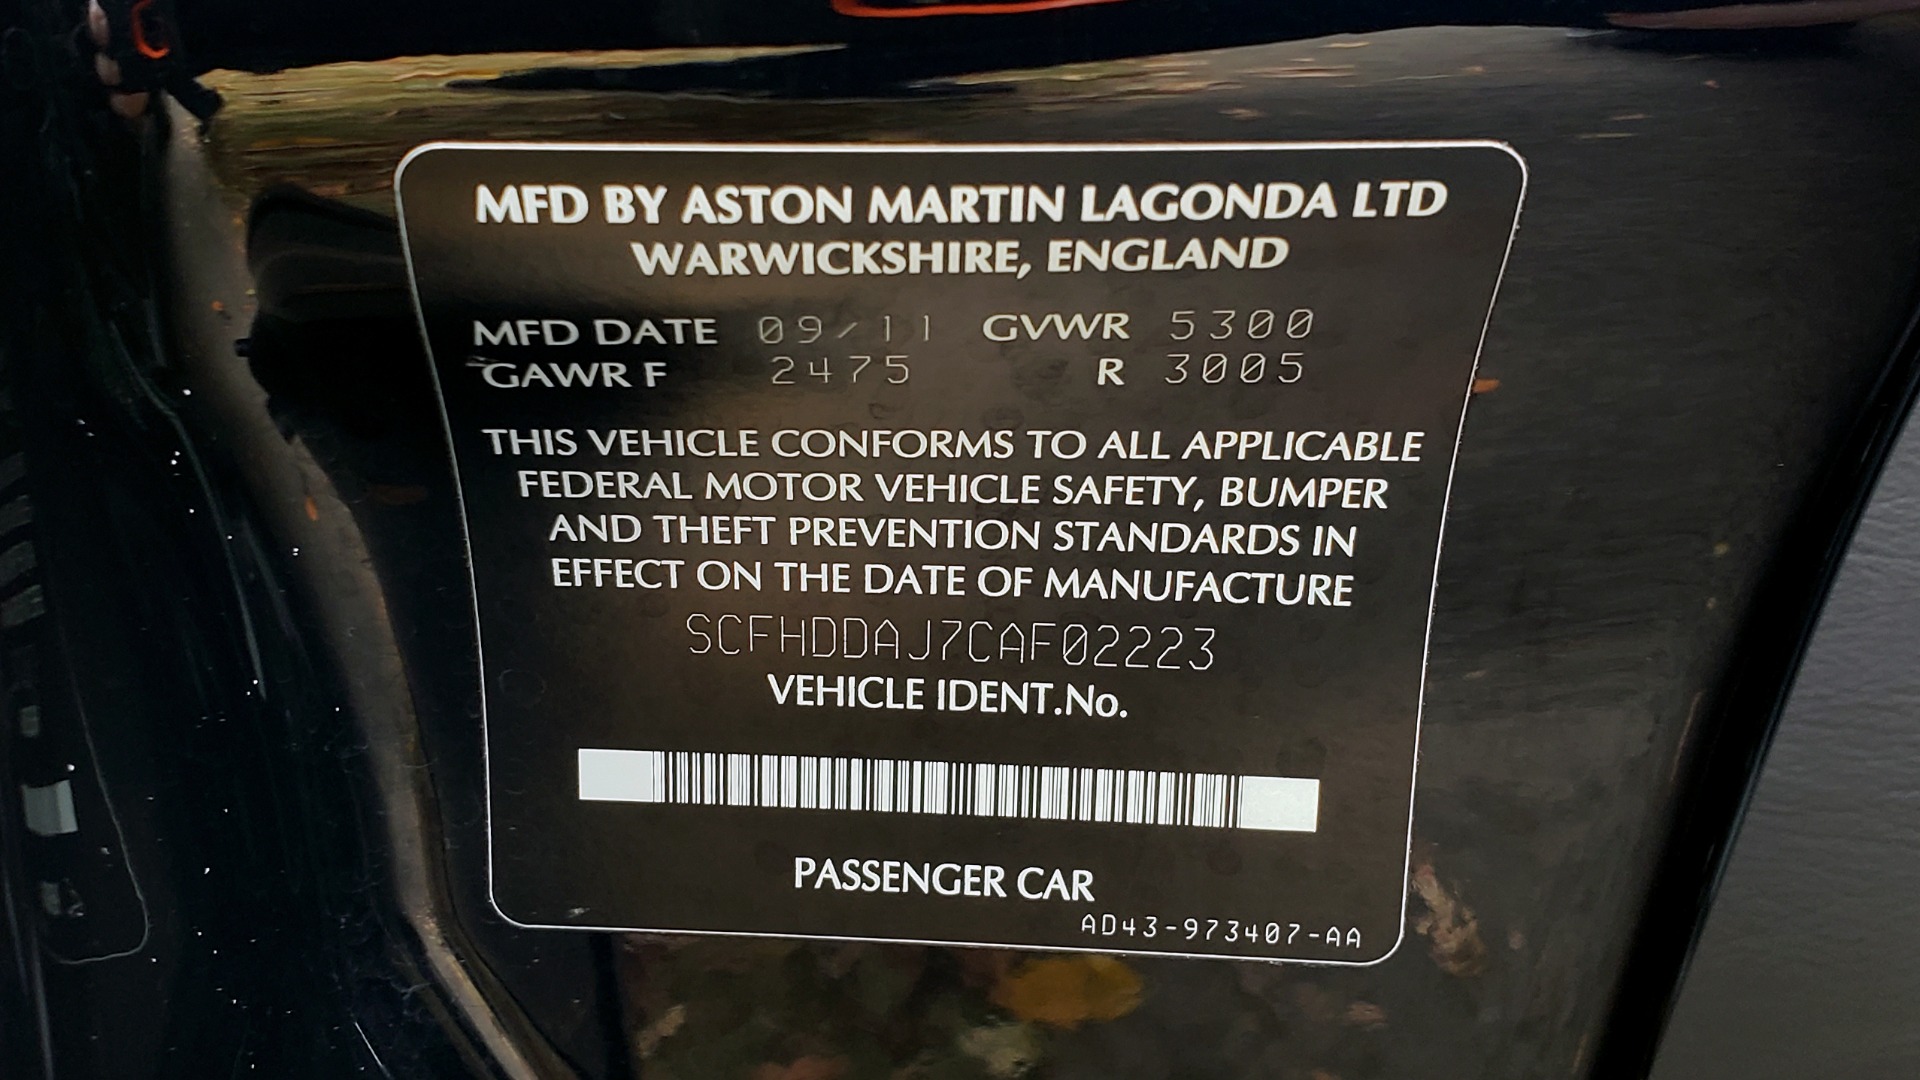 MFD BY ASTON MARTIN LAGONDA LTD
WARWICKSHIRE, ENGLAND
MFD DATE 09/11 GVWR 5300
GAWR F 2475 R 3005
THIS VEHICLE CONFORMS TO ALL APPLICABLE
FEDERAL MOTOR VEHICLE SAFETY, BUMPER
AND THEFT PREVENTION STANDARDS IN
EFFECT ON THE DATE OF MANUFACTURE
SCFHDDAJ7CAF02223
VEHICLE IDENT.No.
PASSENGER CAR
AD43-973407-AA